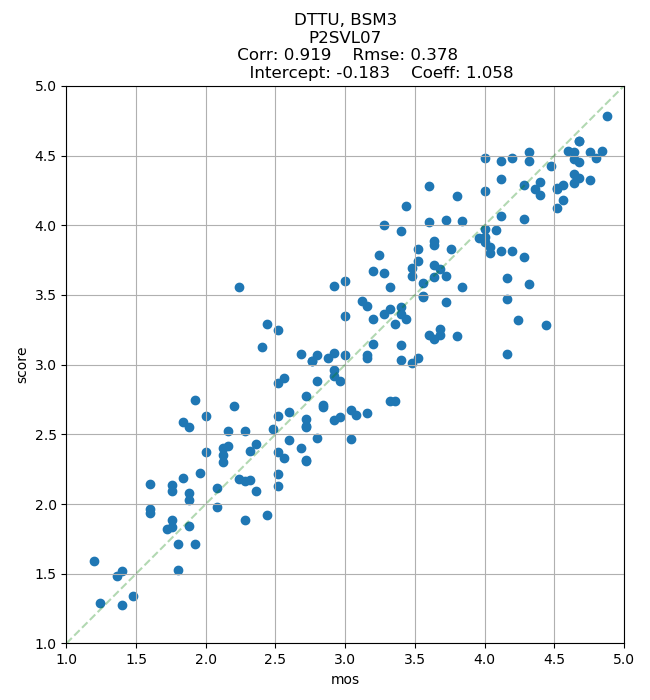 DTTU, BSM3
P2SVL07
Corr: 0.919 Rmse: 0.378
Intercept: -0.183 Coeff: 1.058
5.0
4.5
4.0
3.5
3.0
2.5
2.0
1.5
1.0
score
1.0 1.5 2.0 2.5 3.0 3.5 4.0 4.5 5.0
mos